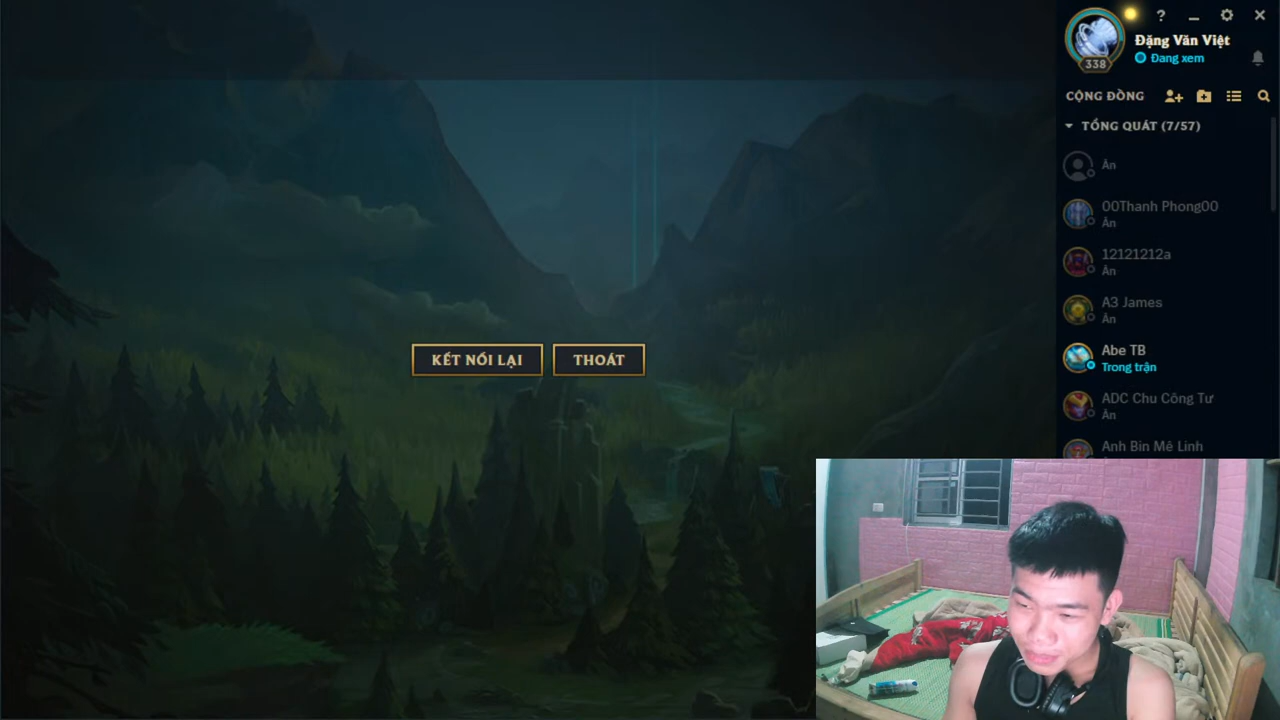 ?
338
Đặng Văn Việt
Đang xem
CỘNG ĐỒNG
TỔNG QUÁT (7/57)
Ẩn
00Thanh Phong00
Ẩn
12121212a
Ẩn
A3 James
Ẩn
KẾT NỐI LẠI
THOÁT
Abe TB
Trong trận
ADC Chu Công Tư
Ẩn
Anh Bin Mê Linh